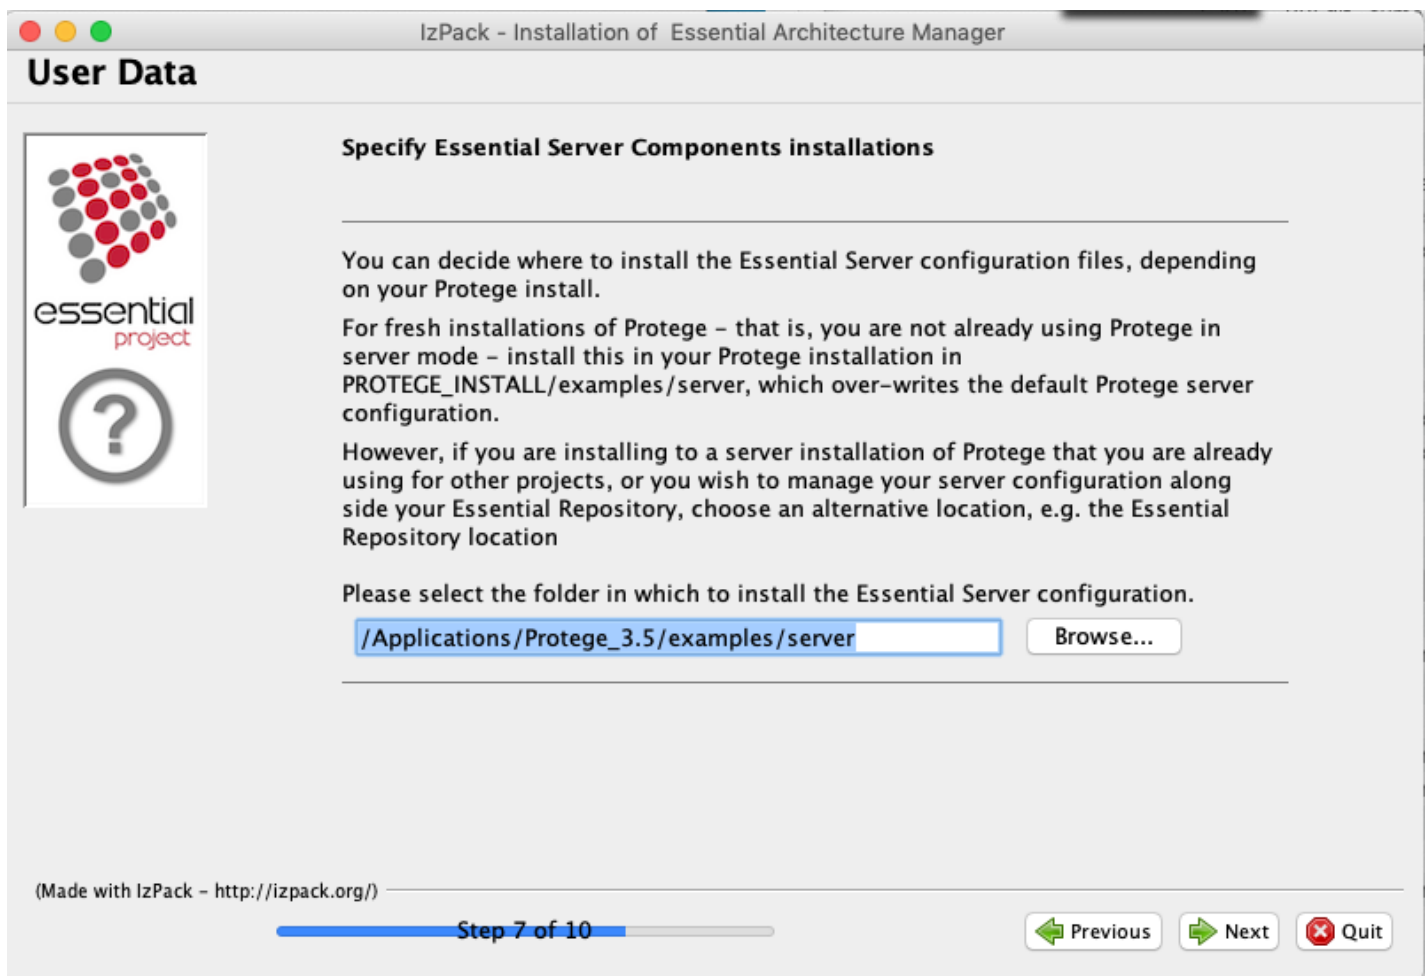 IzPack - Installation of Essential Architecture Manager
User Data
essential
project
Specify Essential Server Components installations
You can decide where to install the Essential Server configuration files, depending
on your Protege install.
For fresh installations of Protege – that is, you are not already using Protege in
server mode – install this in your Protege installation in
PROTEGE_INSTALL/examples/server, which over-writes the default Protege server
configuration.
However, if you are installing to a server installation of Protege that you are already
using for other projects, or you wish to manage your server configuration along
side your Essential Repository, choose an alternative location, e.g. the Essential
Repository location
Please select the folder in which to install the Essential Server configuration.
/Applications/Protege_3.5/examples/server
Browse...
(Made with IzPack – http://izpack.org/)
Step 7 of 10
Previous
Next
Quit